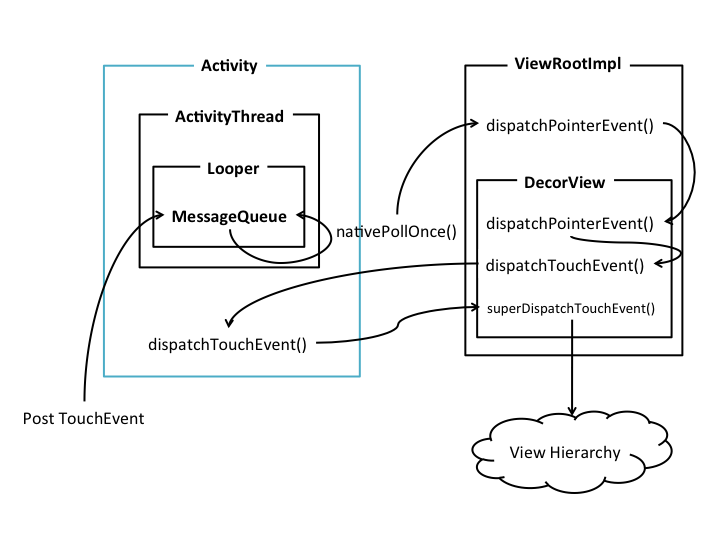 Activity
ActivityThread
Looper
MessageQueue
nativePollOnce()
dispatchTouchEvent()
Post TouchEvent
ViewRootImpl
dispatchPointerEvent()
DecorView
dispatchPointerEvent()
dispatchTouchEvent()
superDispatchTouchEvent()
View Hierarchy